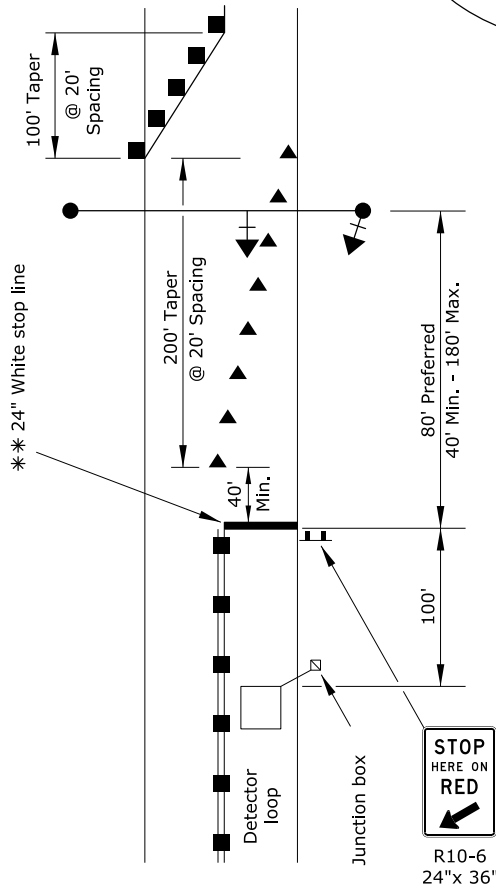 100' Taper
@ 20'
Spacing
** 24" White stop line
200' Taper
@ 20' Spacing
40'
Min.
80' Preferred
40' Min. - 180' Max.
100'
Detector
loop
Junction box
STOP
HERE ON
RED
R10-6
24"x 36"